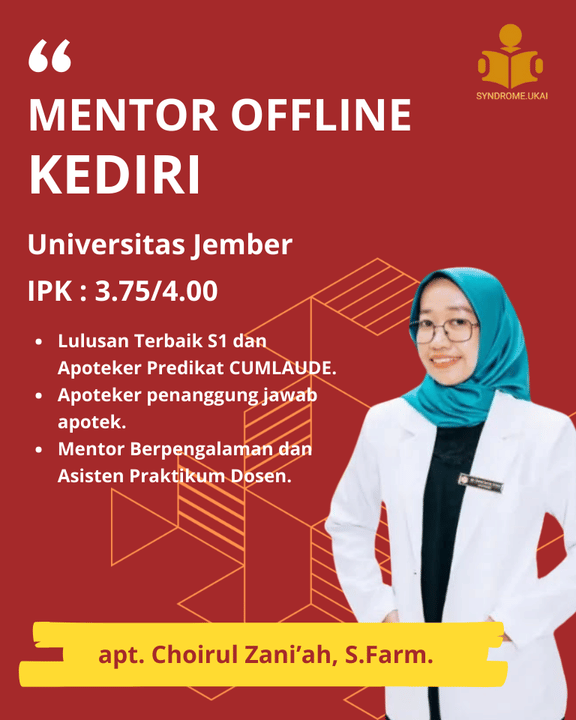 “
SYNDROME.UKAI
MENTOR OFFLINE
KEDIRI
Universitas Jember
IPK : 3.75/4.00
• Lulusan Terbaik S1 dan
Apoteker Predikat CUMLAUDE.
• Apoteker penanggung jawab
apotek.
• Mentor Berpengalaman dan
Asisten Praktikum Dosen.
apt. Choirul Zani’ah, S.Farm.